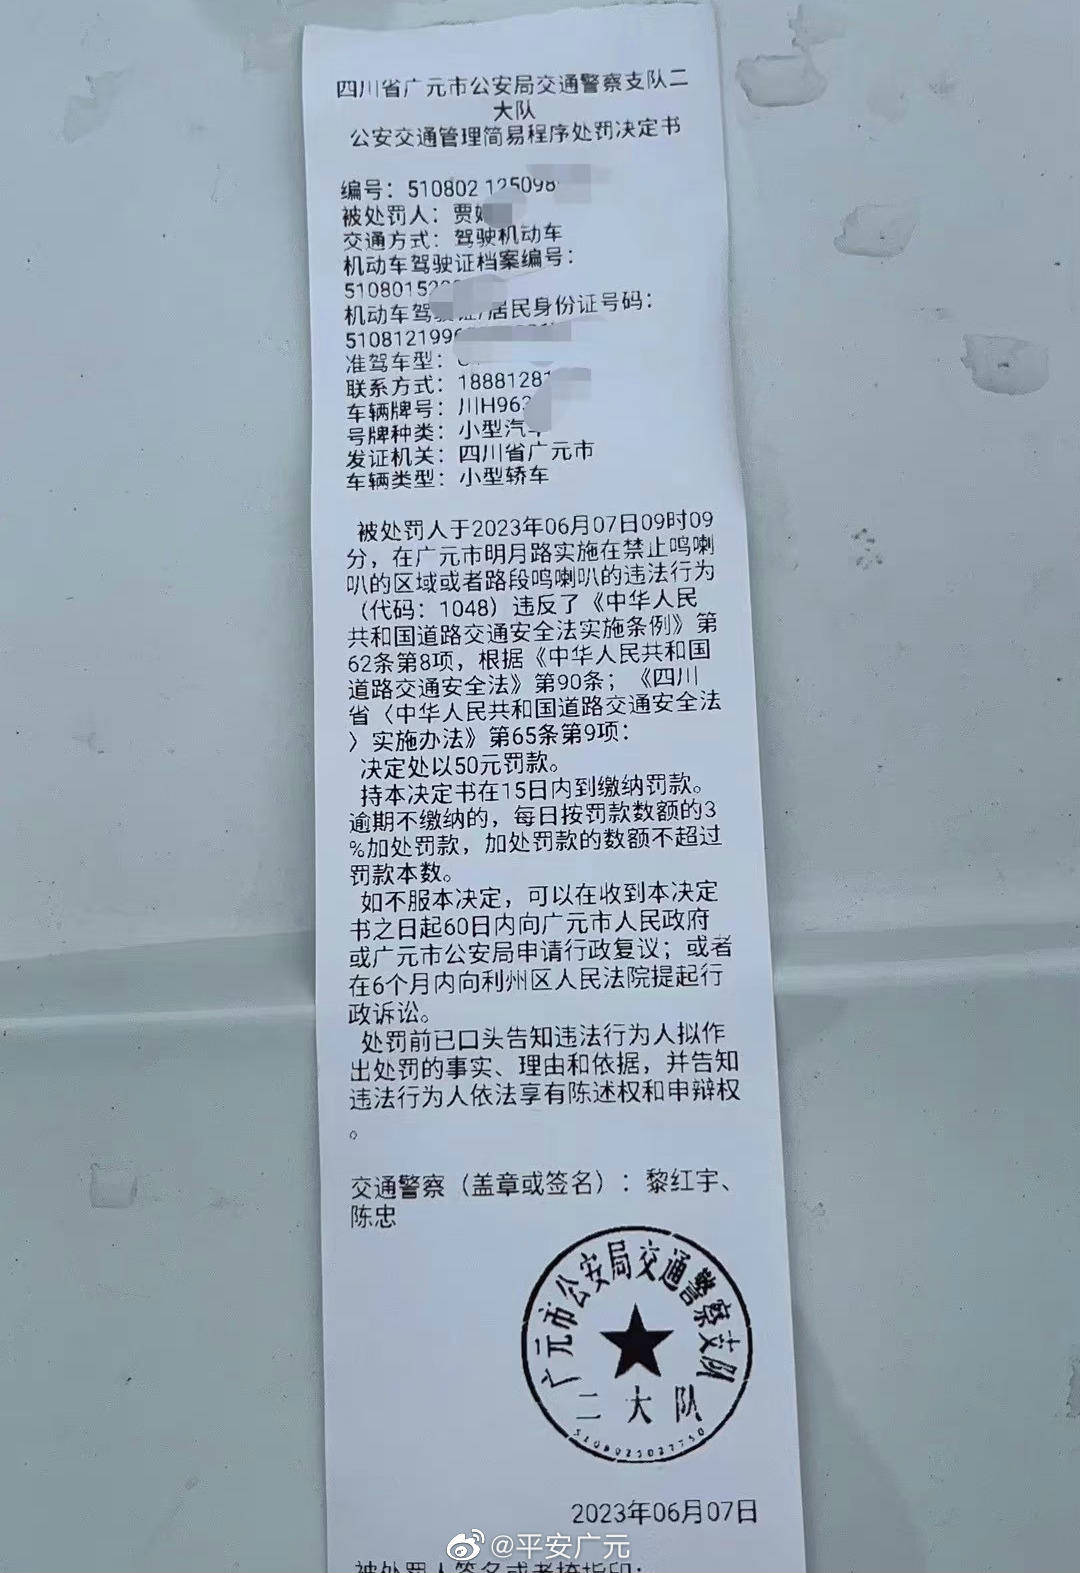 四川省广元市公安局交通警察支队二
大队
公安交通管理简易程序处罚决定书
编号：510802 125098
被处罚人：贾
交通方式：驾驶机动车
机动车驾驶证档案编号：
51080152
机动车驾驶证/居民身份证号码：
5108121996
准驾车型：
联系方式：18881281
车辆牌号：川H963
号牌种类：小型汽车
发证机关：四川省广元市
车辆类型：小型轿车
被处罚人于2023年06月07日09时09
分，在广元市明月路实施在禁止鸣喇
叭的区域或者路段鸣喇叭的违法行为
（代码：1048）违反了《中华人民
共和国道路交通安全法实施条例》第
62条第8项，根据《中华人民共和国
道路交通安全法》第90条；《四川
省〈中华人民共和国道路交通安全法
〉实施办法》第65条第9项：
决定处以50元罚款。
持本决定书在15日内到缴纳罚款。
逾期不缴纳的，每日按罚款数额的3
%加处罚款，加处罚款的数额不超过
罚款本数。
如不服本决定，可以在收到本决定
书之日起60日内向广元市人民政府
或广元市公安局申请行政复议；或者
在6个月内向利州区人民法院提起行
政诉讼。
处罚前已口头告知违法行为人拟作
出处罚的事实、理由和依据，并告知
违法行为人依法享有陈述权和申辩权
。
交通警察（盖章或签名）：黎红宇、
陈忠
广元市公安局交通警察支队
二大队
5108025027750
2023年06月07日
被处罚人签名或者捺指印：
@平安广元